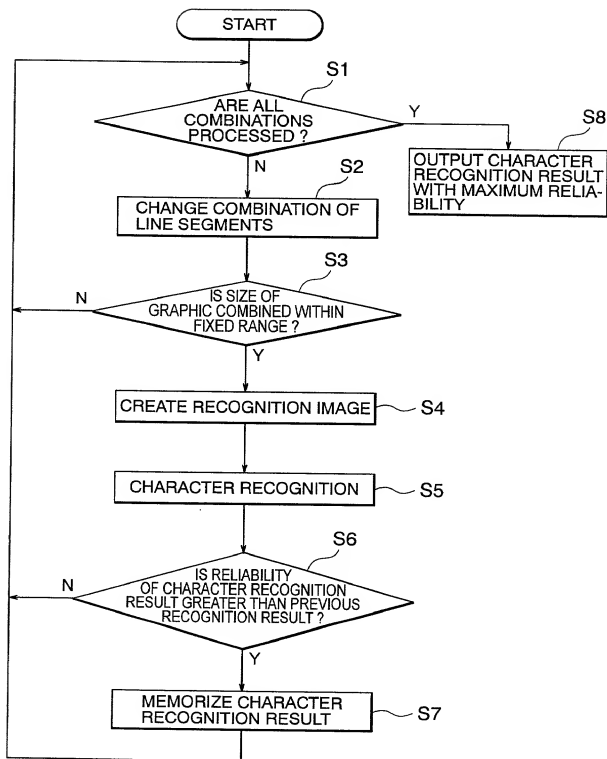 START
S1
ARE ALL
COMBINATIONS
PROCESSED ?
Y
N
S8
OUTPUT CHARACTER
RECOGNITION RESULT
WITH MAXIMUM RELIA-
BILITY
S2
CHANGE COMBINATION OF
LINE SEGMENTS
S3
N
IS SIZE OF
GRAPHIC COMBINED WITHIN
FIXED RANGE ?
Y
CREATE RECOGNITION IMAGE
S4
CHARACTER RECOGNITION
S5
S6
N
IS RELIABILITY
OF CHARACTER RECOGNITION
RESULT GREATER THAN PREVIOUS
RECOGNITION RESULT ?
Y
MEMORIZE CHARACTER
RECOGNITION RESULT
S7